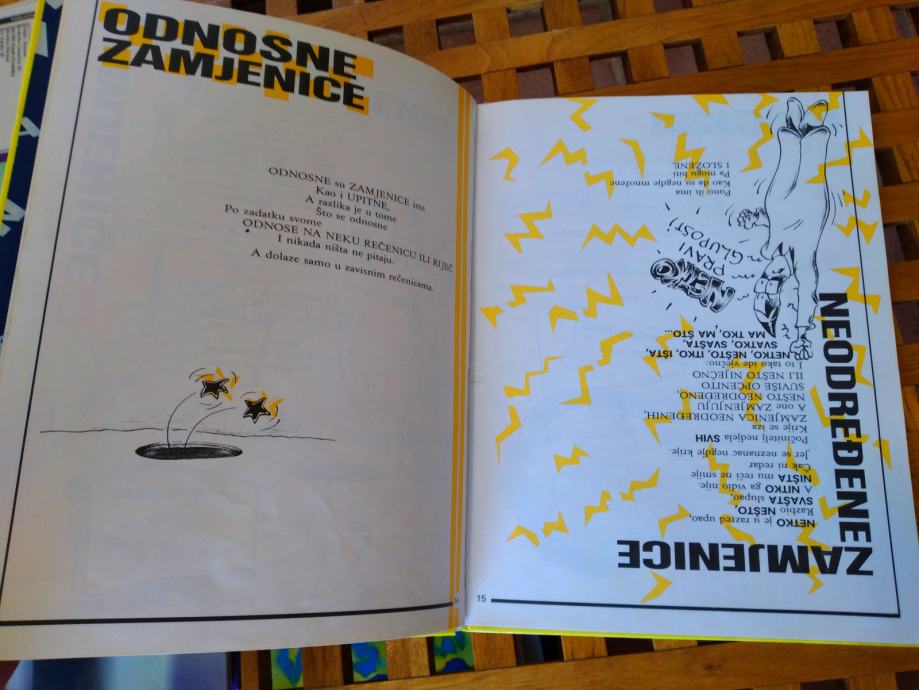 ODNOSNE
ZAMJENICE
ODNOSNE su ZAMJENICE iste
Kao i UPITNE,
A razlika je u tome
Što se odnosne
Po zadatku svome
ODNOSE NA NEKU REČENICU ILI RIJEČ
I nikada ništa ne pitaju.
A dolaze samo u zavisnim rečenicama.
14
NEODREĐENE
ZAMJENICE
NETKO je u razred upao,
Razbio NEŠTO,
SVAŠTA slupao,
A NITKO ga vidio nije.
NIŠTA mu reći ne smije
Čak ni redar
Jer se neznanac negdje krije.
Počinitelj nedjela SVIH
Krije se iza
ZAMJENICA NEODREĐENIH,
A one ZAMJENJUJU
NEŠTO NEODREĐENO,
SUVIŠE OPĆENITO
ILI NEŠTO NIJEČNO
I to tako ide vječno:
NETKO, NEŠTO, ITKO, IŠTA,
SVATKO, SVAŠTA,
MA TKO, MA ŠTO...
NETKO
PRAVI
GLUPOSTI
Puno ih ima
Kao da su negdje množene
Pa mogu biti
I SLOŽENE.
15